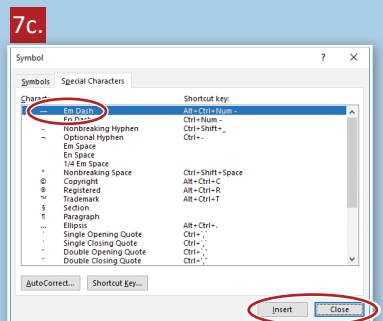 7c.
Symbol ? ×
Symbols Special Characters
Character: Shortcut key:
— Em Dash Alt+Ctrl+Num -
En Dash Ctrl+Num -
- Nonbreaking Hyphen Ctrl+Shift+_
¬ Optional Hyphen Ctrl+-
Em Space
En Space
1/4 Em Space
° Nonbreaking Space Ctrl+Shift+Space
© Copyright Alt+Ctrl+C
® Registered Alt+Ctrl+R
™ Trademark Alt+Ctrl+T
§ Section
¶ Paragraph
... Ellipsis Alt+Ctrl+.
‘ Single Opening Quote Ctrl+`,`
’ Single Closing Quote Ctrl+','
“ Double Opening Quote Ctrl+`,"
” Double Closing Quote Ctrl+',"
AutoCorrect... Shortcut Key...
Insert Close